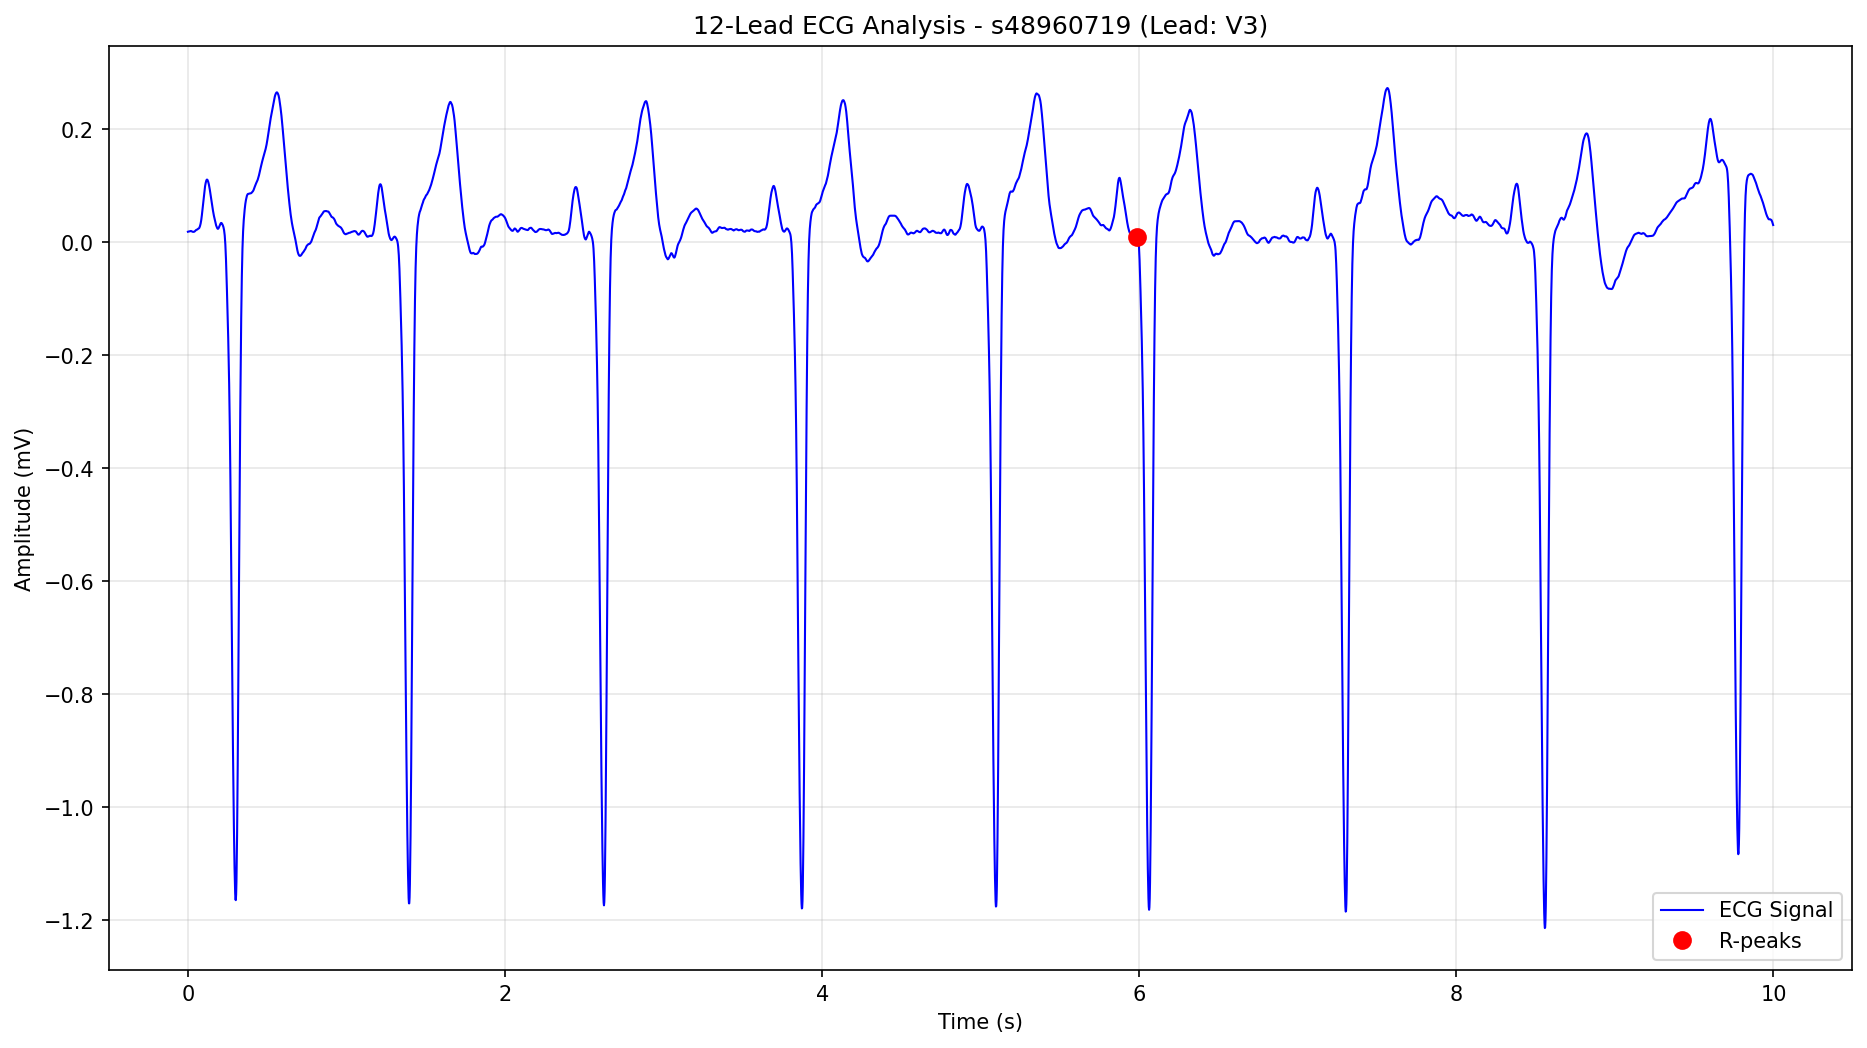 12-Lead ECG Analysis - s48960719 (Lead: V3)
Amplitude (mV)
0.2
0.0
−0.2
−0.4
−0.6
−0.8
−1.0
−1.2
ECG Signal
R-peaks
0 2 4 6 8 10
Time (s)